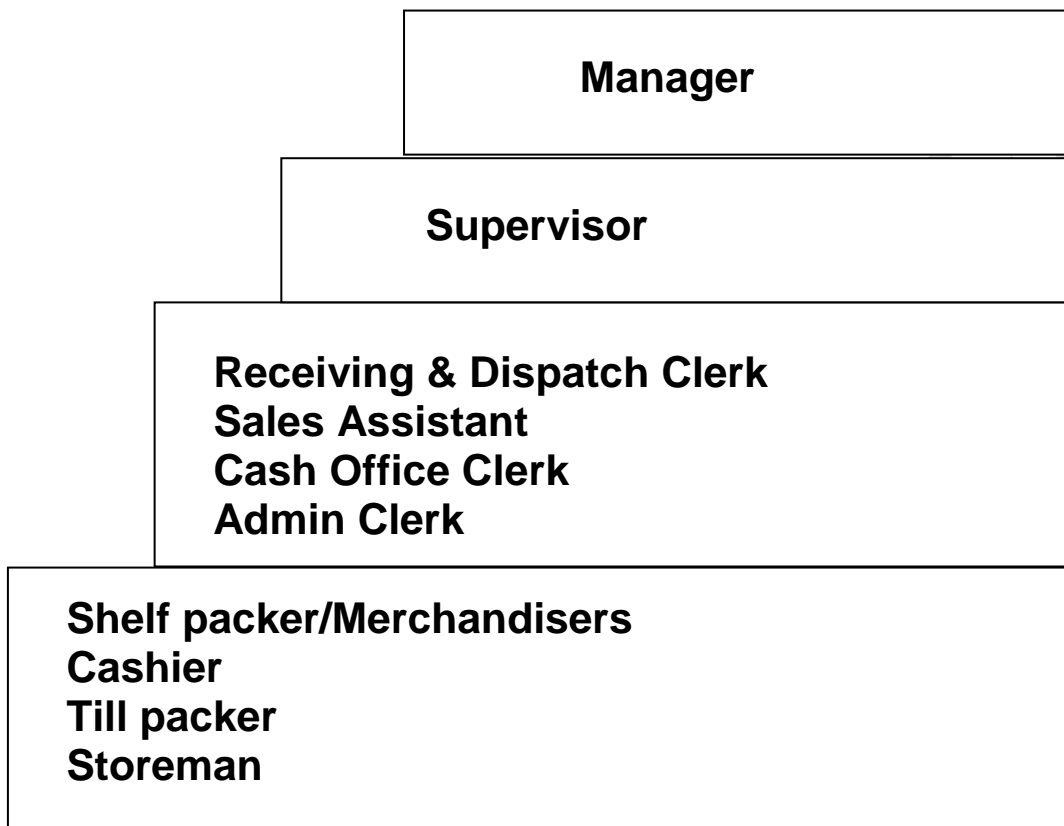 Manager
Supervisor
Receiving & Dispatch Clerk
Sales Assistant
Cash Office Clerk
Admin Clerk
Shelf packer/Merchandisers
Cashier
Till packer
Storeman